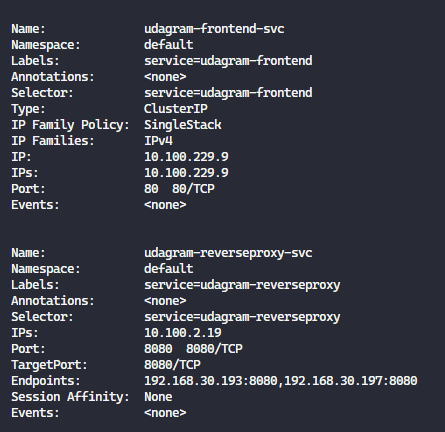 Name: udagram-frontend-svc
Namespace: default
Labels: service=udagram-frontend
Annotations: <none>
Selector: service=udagram-frontend
Type: ClusterIP
IP Family Policy: SingleStack
IP Families: IPv4
IP: 10.100.229.9
IPs: 10.100.229.9
Port: 80 80/TCP
Events: <none>
Name: udagram-reverseproxy-svc
Namespace: default
Labels: service=udagram-reverseproxy
Annotations: <none>
Selector: service=udagram-reverseproxy
IPs: 10.100.2.19
Port: 8080 8080/TCP
TargetPort: 8080/TCP
Endpoints: 192.168.30.193:8080,192.168.30.197:8080
Session Affinity: None
Events: <none>